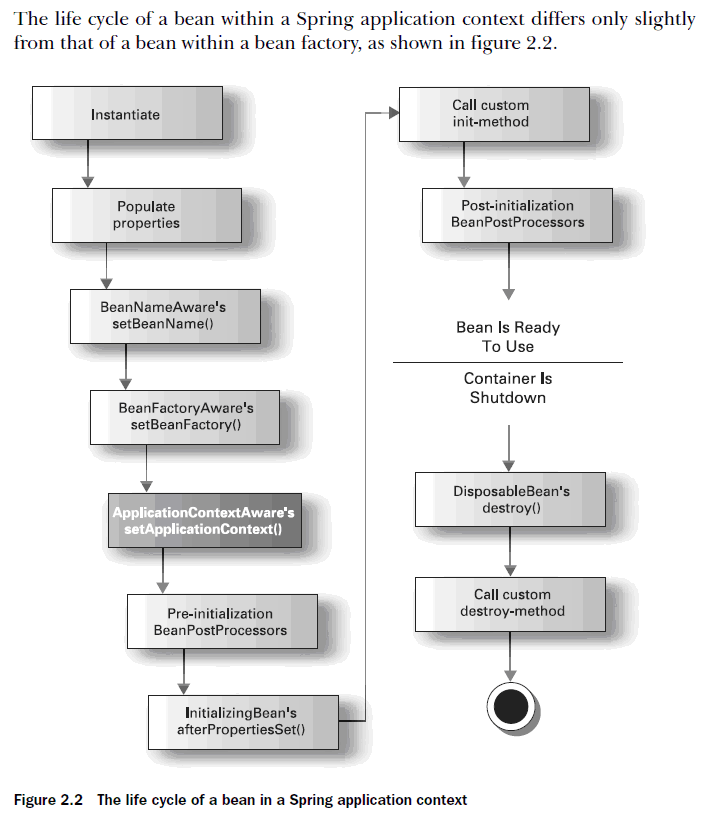 The life cycle of a bean within a Spring application context differs only slightly
from that of a bean within a bean factory, as shown in figure 2.2.
Instantiate
Populate
properties
BeanNameAware's
setBeanName()
BeanFactoryAware's
setBeanFactory()
ApplicationContextAware's
setApplicationContext()
Pre-initialization
BeanPostProcessors
InitializingBean's
afterPropertiesSet()
Call custom
init-method
Post-initialization
BeanPostProcessors
Bean Is Ready
To Use
Container Is
Shutdown
DisposableBean's
destroy()
Call custom
destroy-method
Figure 2.2 The life cycle of a bean in a Spring application context